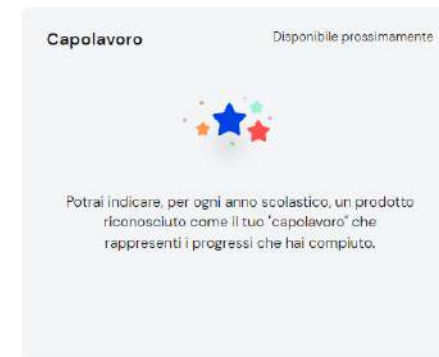 Capolavoro
Disponibile prossimamente
Potrai indicare, per ogni anno scolastico, un prodotto
riconosciuto come il tuo "capolavoro" che
rappresenti i progressi che hai compiuto.